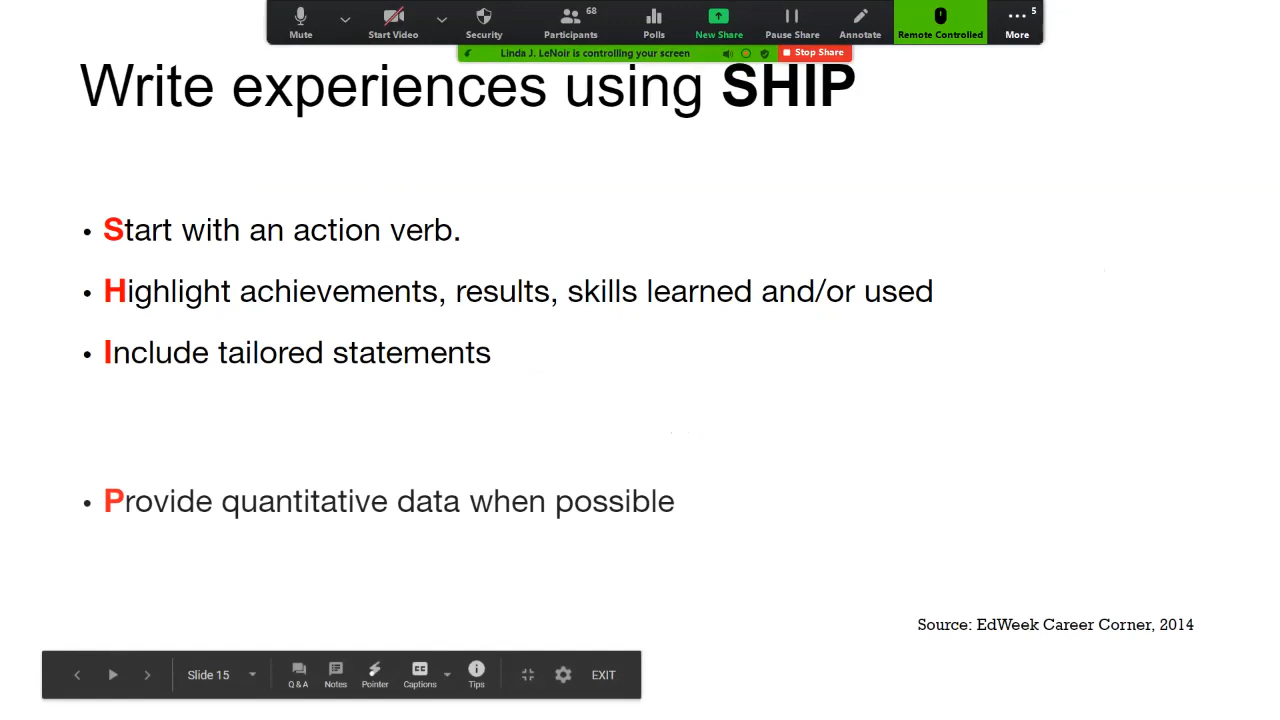 68
5
Mute
Start Video
Security
Participants
Polls
New Share
Pause Share
Annotate
Remote Controlled
More
Linda J. LeNoir is controlling your screen
Stop Share
Write experiences using SHIP
• Start with an action verb.
• Highlight achievements, results, skills learned and/or used
• Include tailored statements
• Provide quantitative data when possible
Source: EdWeek Career Corner, 2014
Slide 15
Q & A
Notes
Pointer
CC
Captions
Tips
EXIT